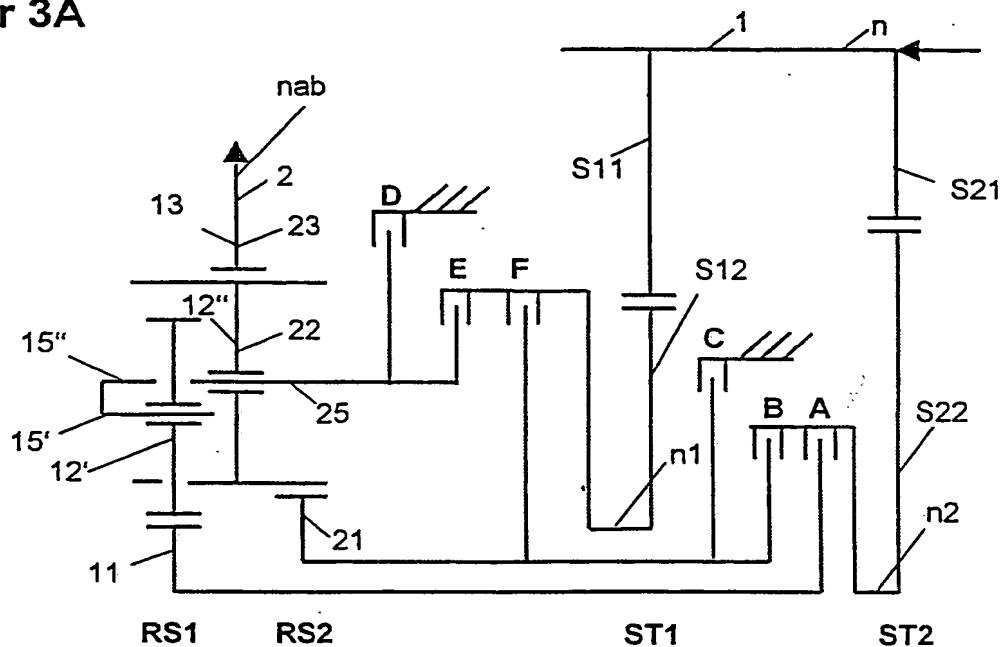 r 3A
1 n
nab
S11
S21
2
D
13
23
E F
S12
12“
22
C
15“
25
B A
S22
15‘
12‘
n1
n2
21
11
RS1 RS2 ST1 ST2